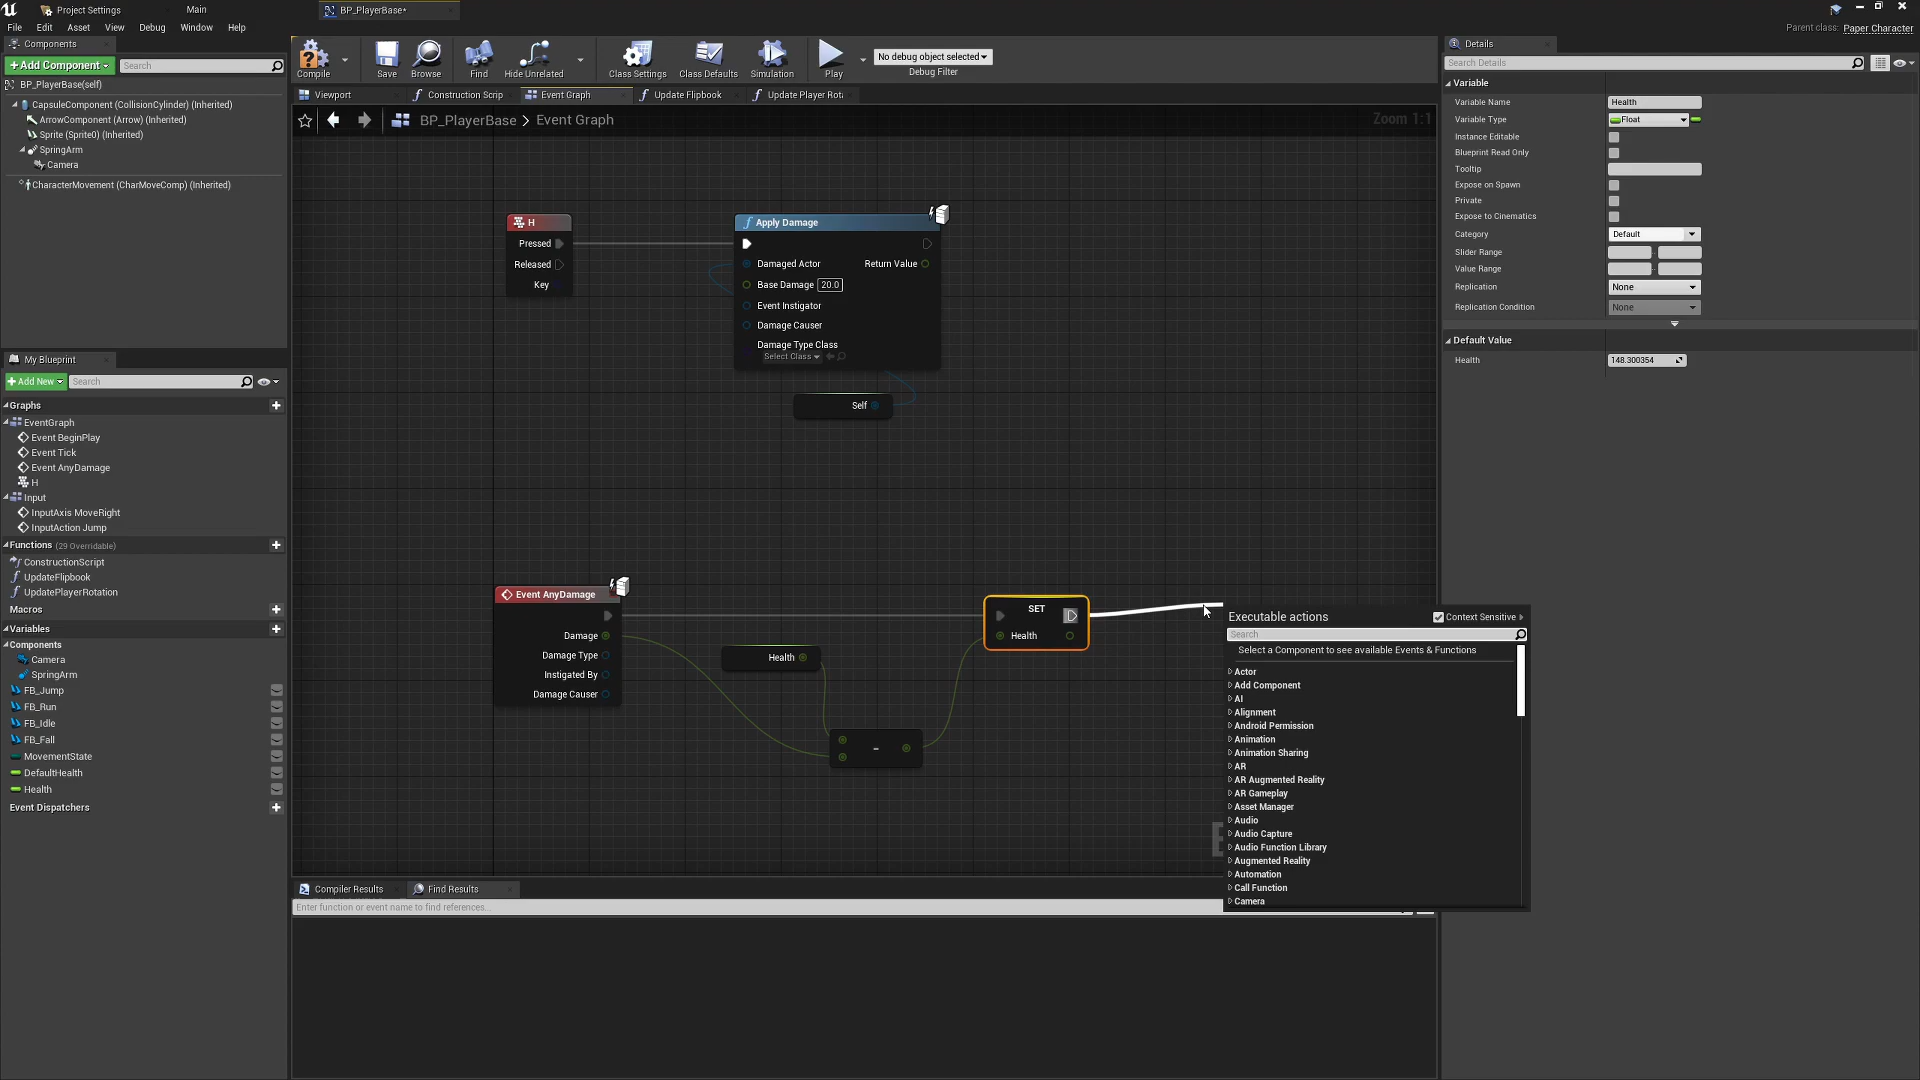 Project Settings
Main
BP_PlayerBase*
File
Edit
Asset
View
Debug
Window
Help
Parent class:
Paper Character
Components
+Add Component
Search
BP_PlayerBase(self)
CapsuleComponent (CollisionCylinder) (Inherited)
ArrowComponent (Arrow) (Inherited)
Sprite (Sprite0) (Inherited)
SpringArm
Camera
CharacterMovement (CharMoveComp) (Inherited)
Compile
Save
Browse
Find
Hide Unrelated
Class Settings
Class Defaults
Simulation
Play
No debug object selected
Debug Filter
Viewport
Construction Scrip
Event Graph
Update Flipbook
Update Player Rota
BP_PlayerBase > Event Graph
Zoom 1:1
H
Pressed
Released
Key
Apply Damage
Damaged Actor
Return Value
Base Damage 20.0
Event Instigator
Damage Causer
Damage Type Class
Select Class
Self
Event AnyDamage
Damage
Damage Type
Instigated By
Damage Causer
Health
-
SET
Health
Executable actions
Context Sensitive
Search
Select a Component to see available Events & Functions
Actor
Add Component
AI
Alignment
Android Permission
Animation
Animation Sharing
AR
AR Augmented Reality
AR Gameplay
Asset Manager
Audio
Audio Capture
Audio Function Library
Augmented Reality
Automation
Call Function
Camera
My Blueprint
+Add New
Search
Graphs
EventGraph
Event BeginPlay
Event Tick
Event AnyDamage
H
Input
InputAxis MoveRight
InputAction Jump
Functions (29 Overridable)
ConstructionScript
UpdateFlipbook
UpdatePlayerRotation
Macros
Variables
Components
Camera
SpringArm
FB_Jump
FB_Run
FB_Idle
FB_Fall
MovementState
DefaultHealth
Health
Event Dispatchers
Compiler Results
Find Results
Enter function or event name to find references...
Details
Search Details
Variable
Variable Name
Health
Variable Type
Float
Instance Editable
Blueprint Read Only
Tooltip
Expose on Spawn
Private
Expose to Cinematics
Category
Default
Slider Range
Value Range
Replication
None
Replication Condition
None
Default Value
Health
148.300354